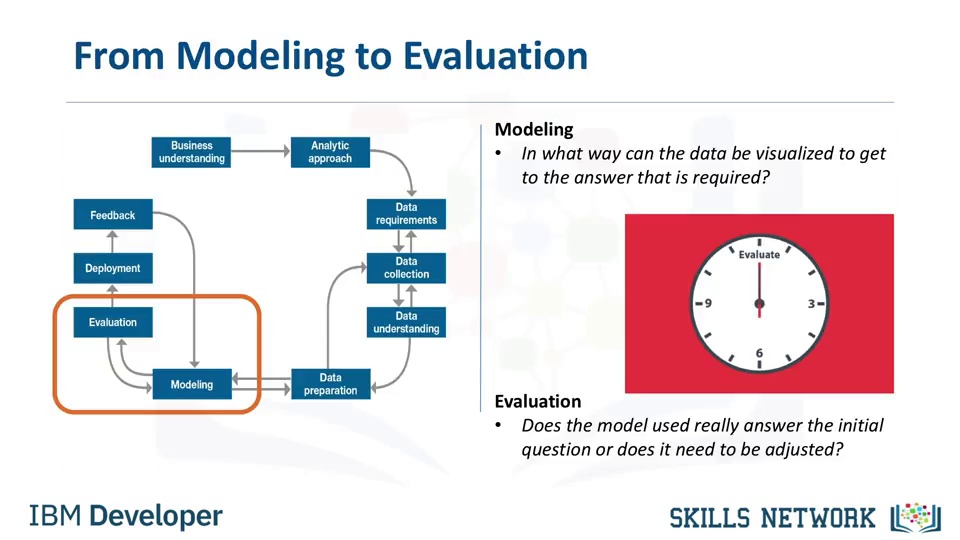 From Modeling to Evaluation
Business
understanding
Analytic
approach
Feedback
Data
requirements
Deployment
Data
collection
Evaluation
Data
understanding
Modeling
Data
preparation
Modeling
• In what way can the data be visualized to get
to the answer that is required?
Evaluate
9
3
6
Evaluation
• Does the model used really answer the initial
question or does it need to be adjusted?
IBM Developer
SKILLS NETWORK